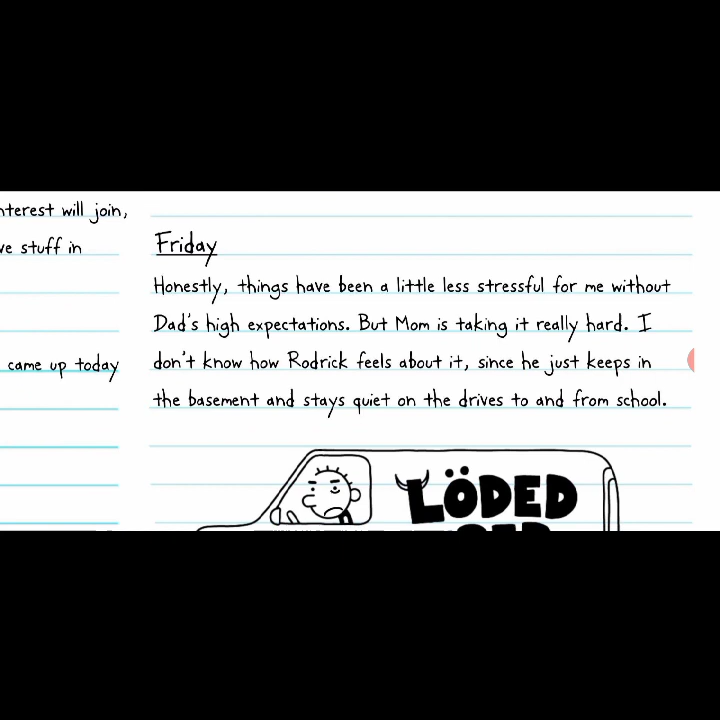 nterest will join,
ve stuff in
came up today
Friday
Honestly, things have been a little less stressful for me without
Dad's high expectations. But Mom is taking it really hard. I
don't know how Rodrick feels about it, since he just keeps in
the basement and stays quiet on the drives to and from school.
LÖDED